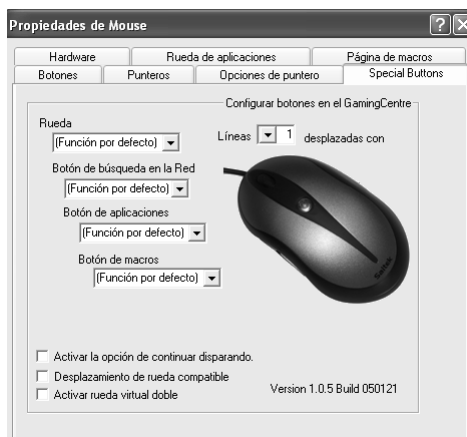 Propiedades de Mouse
Hardware Rueda de aplicaciones Página de macros
Botones Punteros Opciones de puntero Special Buttons
Configurar botones en el GamingCentre
Rueda
(Función por defecto)
Líneas 1 desplazadas con
Botón de búsqueda en la Red
(Función por defecto)
Botón de aplicaciones
(Función por defecto)
Botón de macros
(Función por defecto)
Saitek
Activar la opción de continuar disparando.
Desplazamiento de rueda compatible
Activar rueda virtual doble
Version 1.0.5 Build 050121